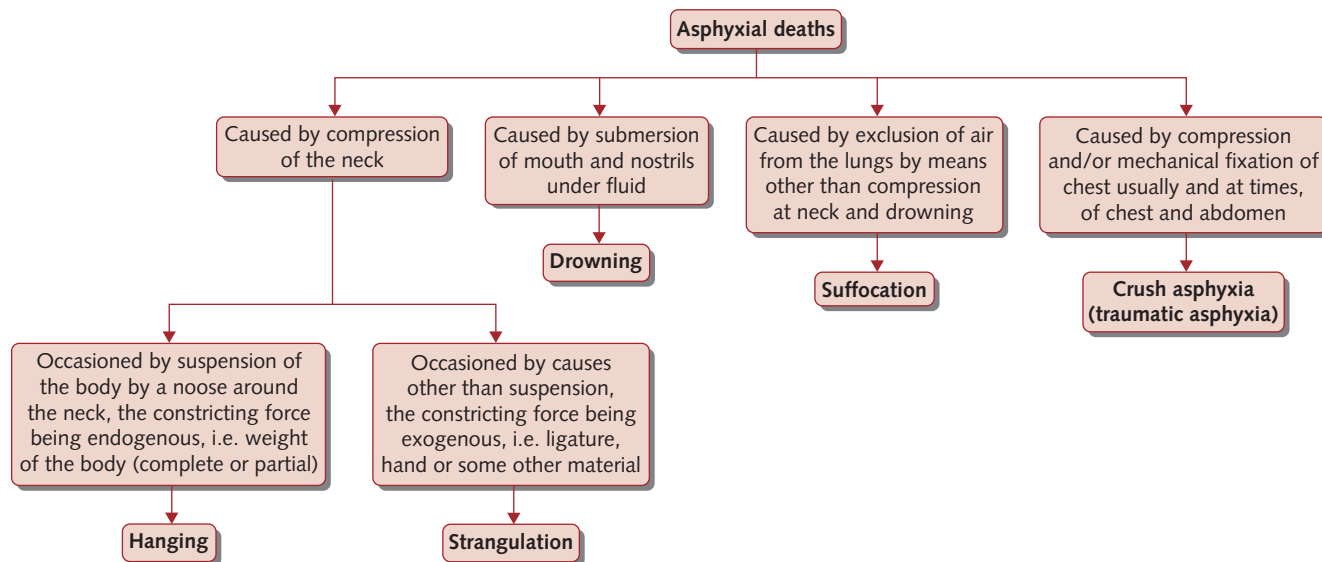 Asphyxial deaths
Caused by compression
of the neck
Caused by submersion
of mouth and nostrils
under fluid
Caused by exclusion of air
from the lungs by means
other than compression
at neck and drowning
Caused by compression
and/or mechanical fixation of
chest usually and at times,
of chest and abdomen
Drowning
Suffocation
Crush asphyxia
(traumatic asphyxia)
Occasioned by suspension of
the body by a noose around
the neck, the constricting force
being endogenous, i.e. weight
of the body (complete or partial)
Occasioned by causes
other than suspension,
the constricting force being
exogenous, i.e. ligature,
hand or some other material
Hanging
Strangulation